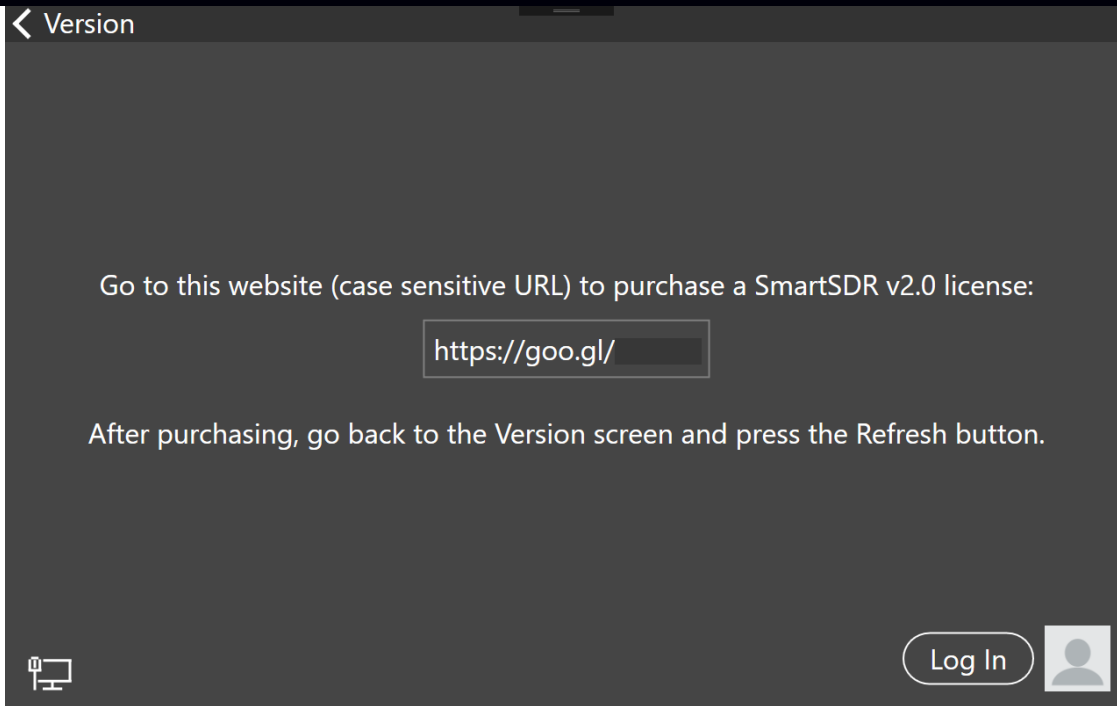 Version
Go to this website (case sensitive URL) to purchase a SmartSDR v2.0 license:
https://goo.gl/
After purchasing, go back to the Version screen and press the Refresh button.
Log In